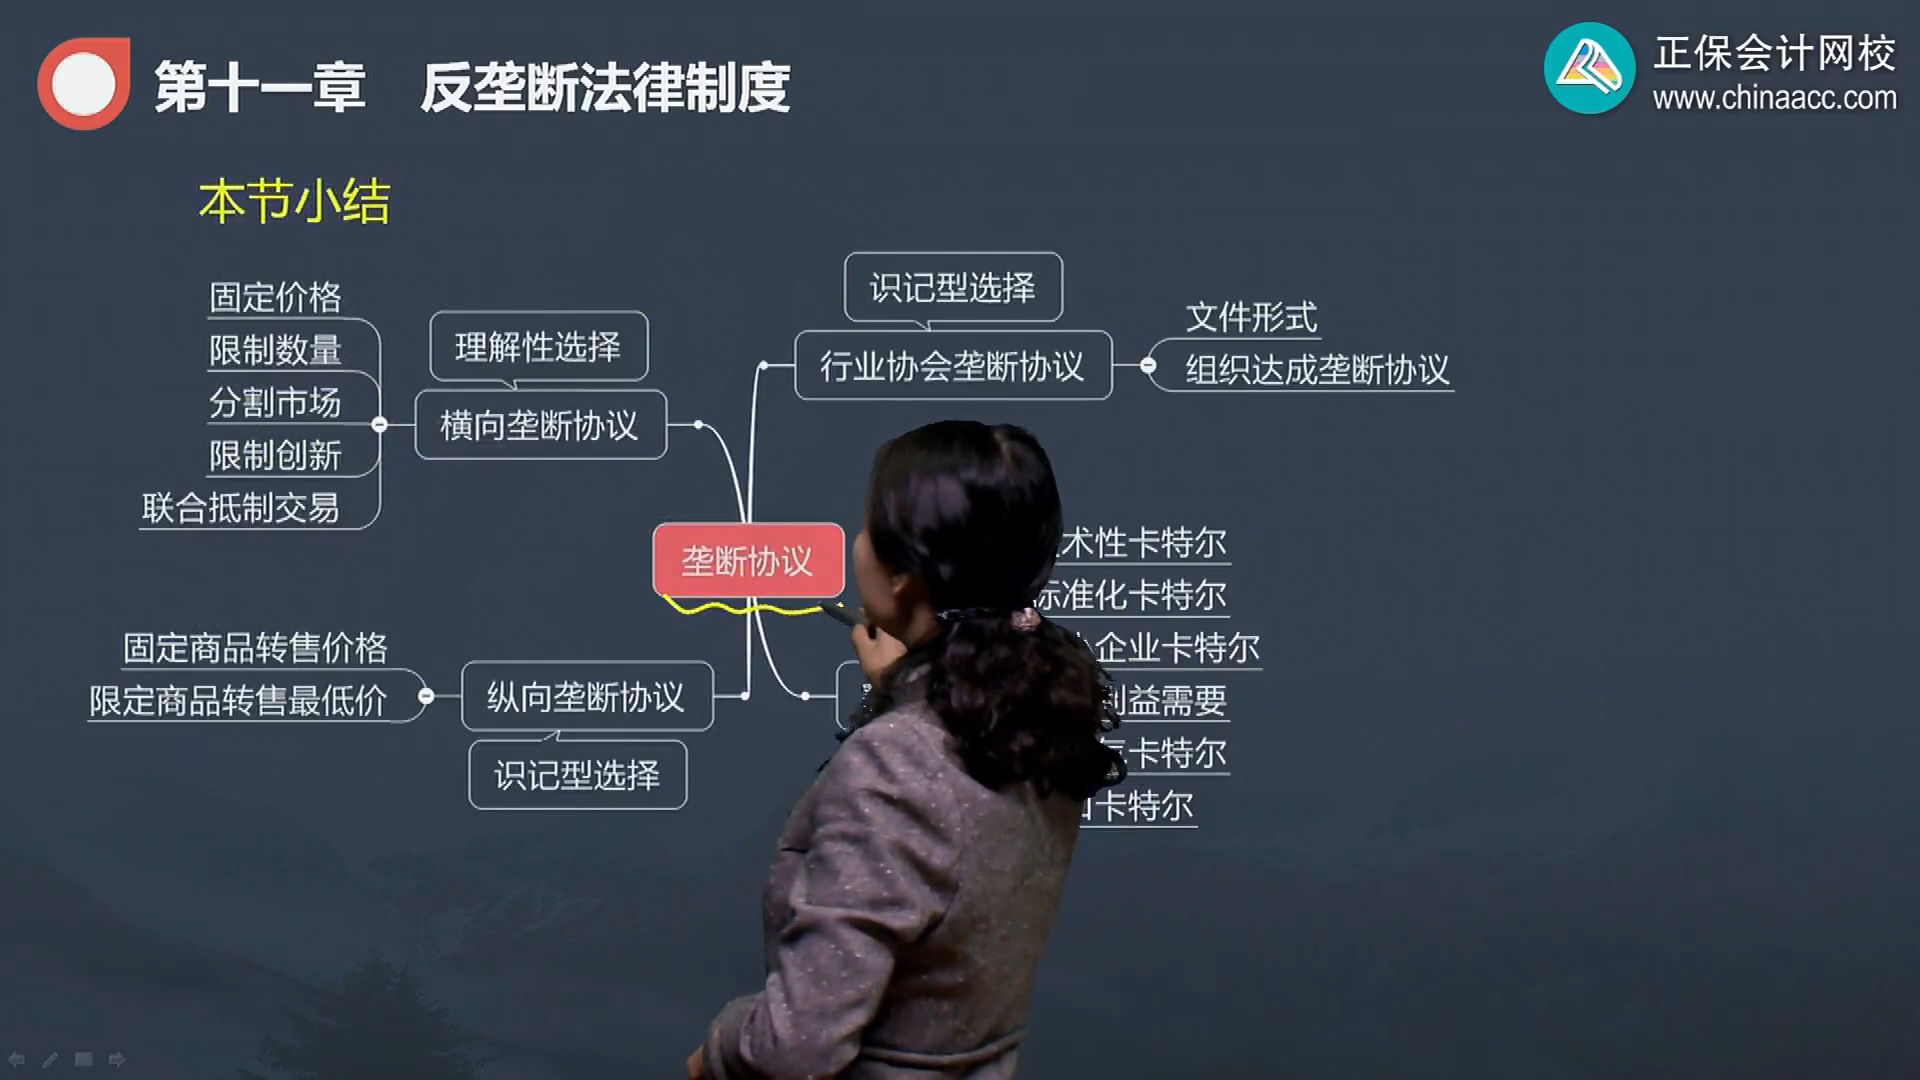 第十一章 反垄断法律制度
正保会计网校
www.chinaacc.com
本节小结
固定价格
限制数量
分割市场
限制创新
联合抵制交易
理解性选择
横向垄断协议
识记型选择
行业协会垄断协议
文件形式
组织达成垄断协议
垄断协议
固定商品转售价格
限定商品转售最低价
纵向垄断协议
识记型选择
术性卡特尔
标准化卡特尔
企业卡特尔
利益需要
卡特尔
卡特尔